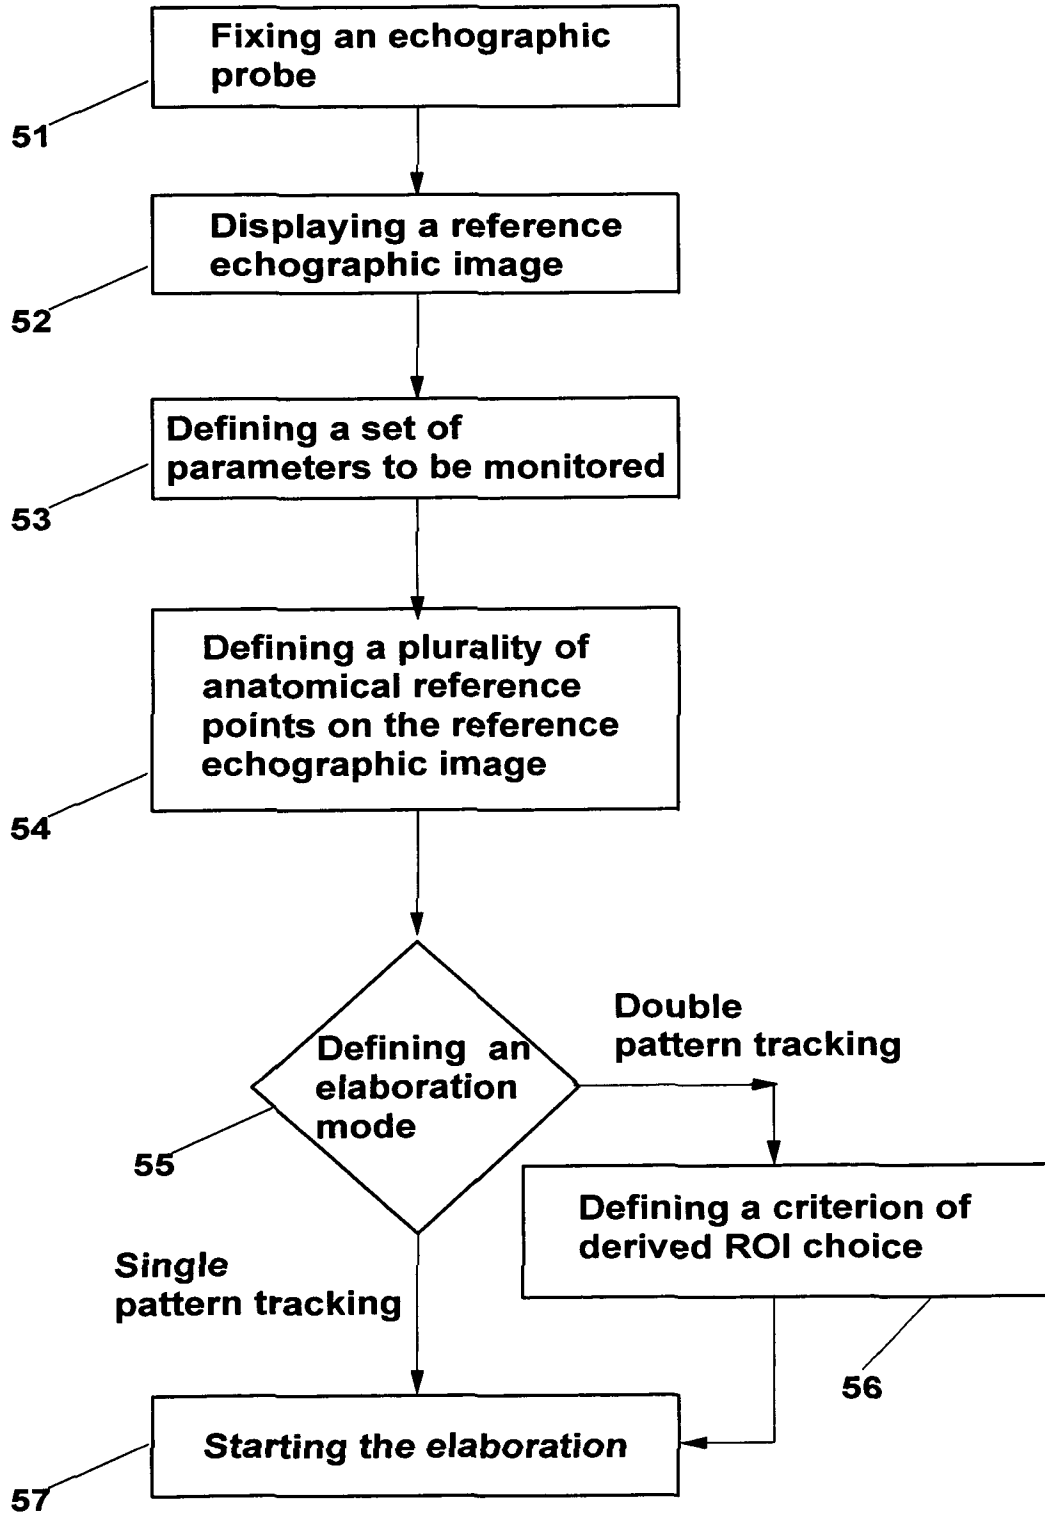 Fixing an echographic
probe
51
Displaying a reference
echographic image
52
Defining a set of
parameters to be monitored
53
Defining a plurality of
anatomical reference
points on the reference
echographic image
54
Defining an
elaboration
mode
55
Double
pattern tracking
Defining a criterion of
derived ROI choice
56
Single
pattern tracking
Starting the elaboration
57